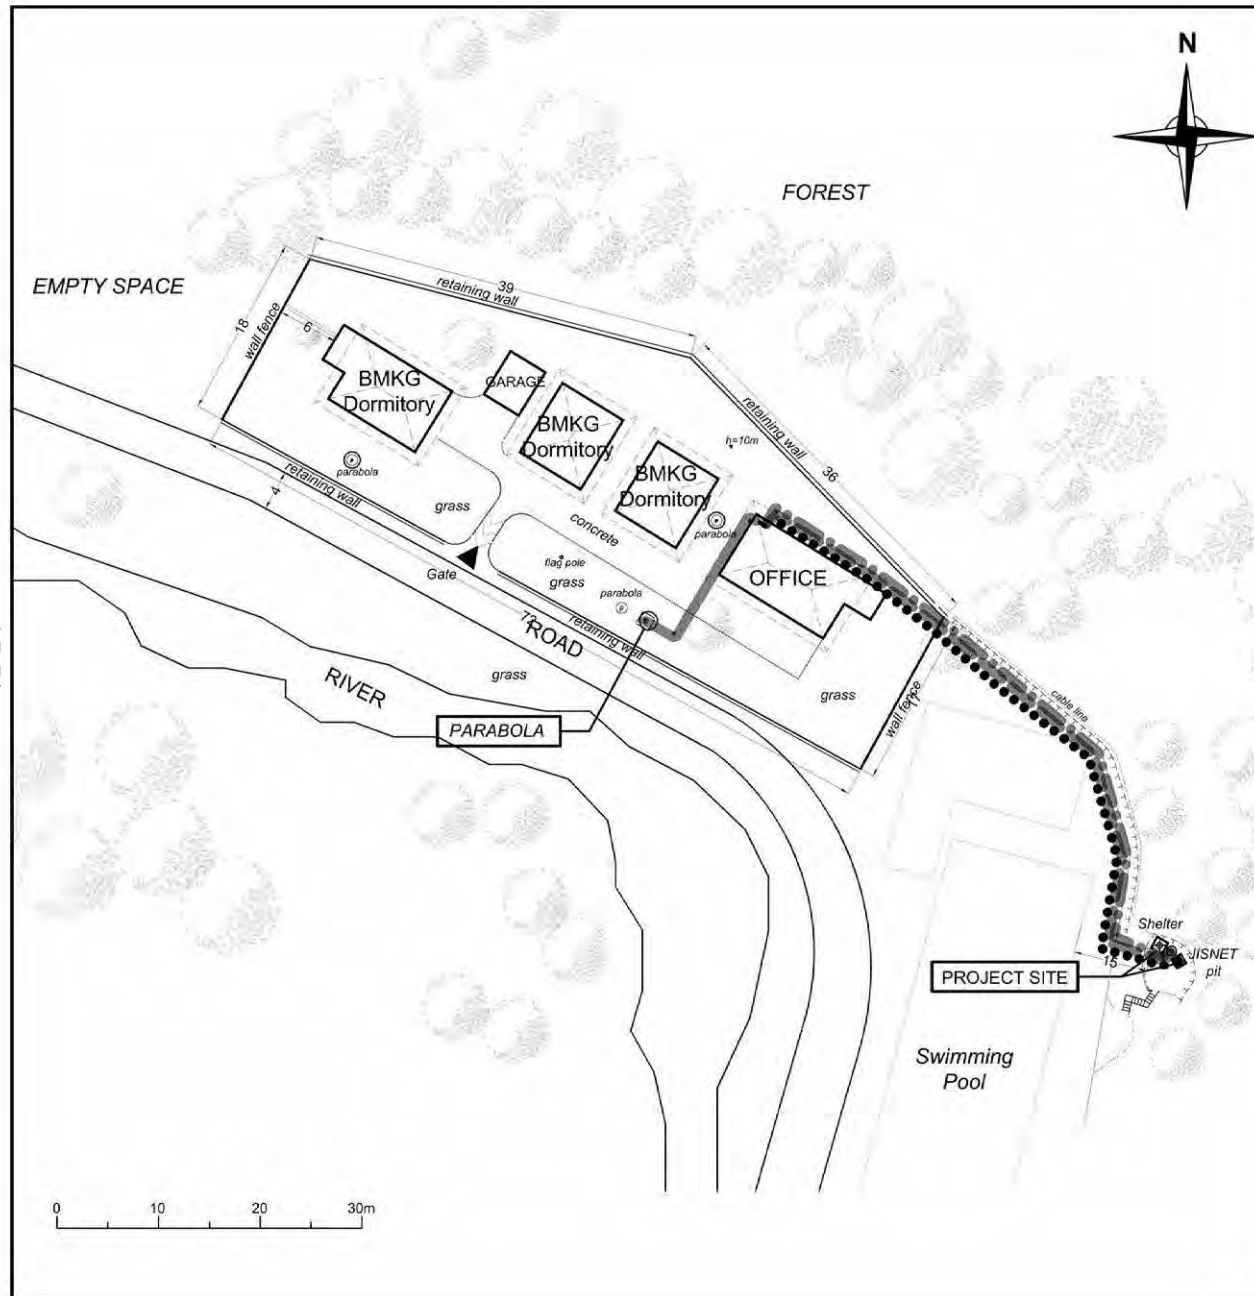 N
FOREST
EMPTY SPACE
39
retaining wall
18
wall fence
6
BMKG
Dormitory
GARAGE
BMKG
Dormitory
BMKG
Dormitory
retaining wall
36
h=10m
parabola
retaining wall
4
grass
concrete
parabola
Gate
flag pole
grass
parabola
OFFICE
72
ROAD
retaining wall
RIVER
grass
PARABOLA
grass
wall fence
17
cable line
Shelter
JISNET
pit
15
PROJECT SITE
Swimming
Pool
0 10 20 30m